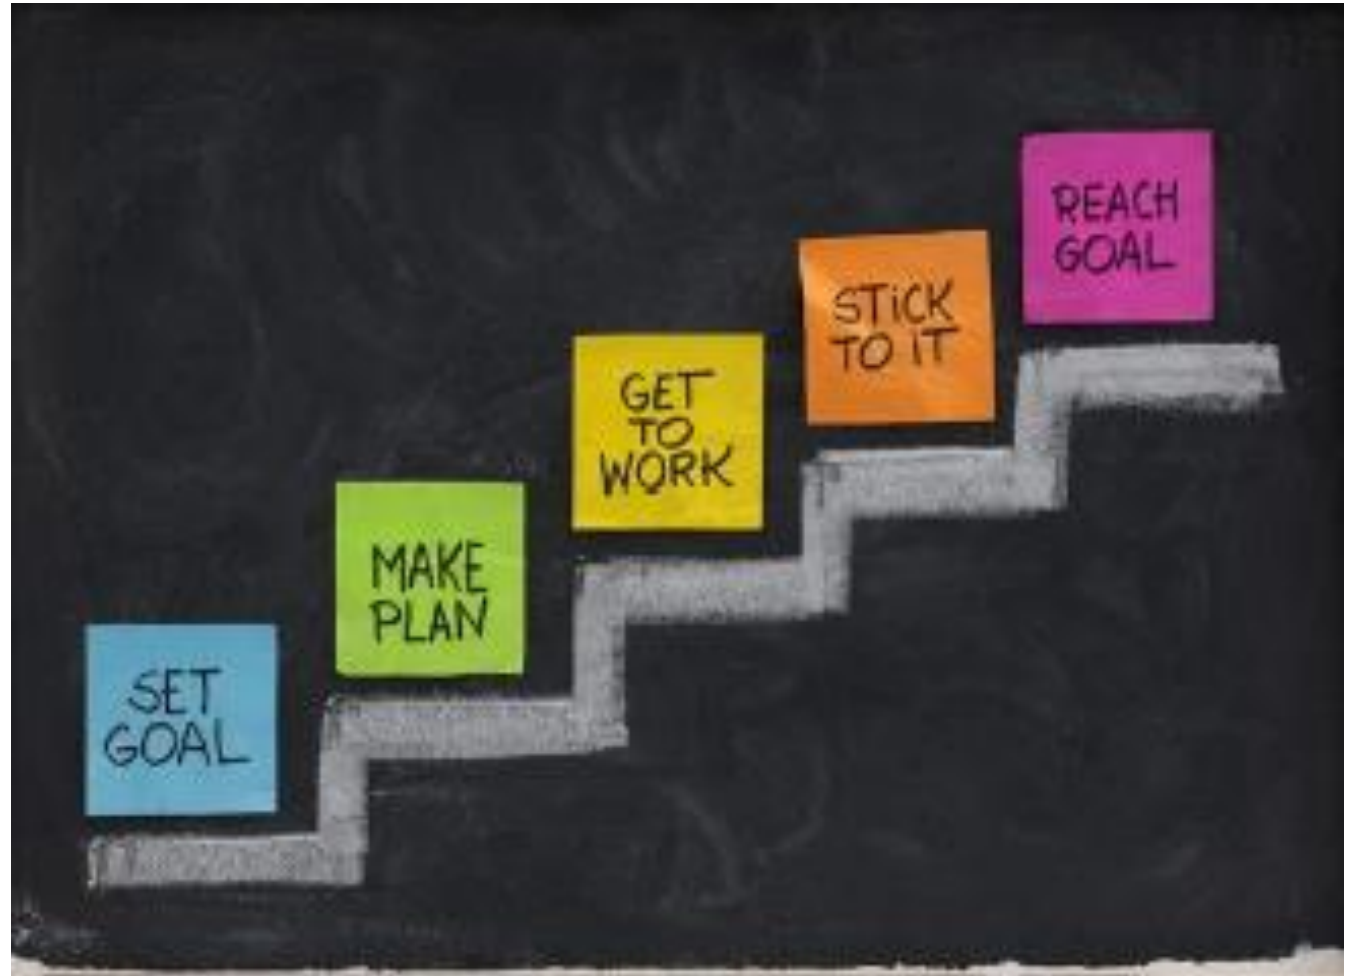 SET
GOAL
MAKE
PLAN
GET
TO
WORK
STiCK
TO iT
REACH
GOAL